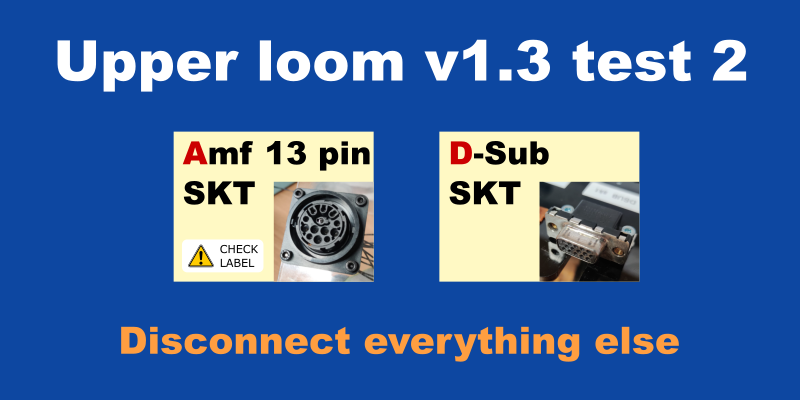 Upper loom v1.3 test 2
Amf 13 pin
SKT
CHECK
LABEL
D-Sub
SKT
Disconnect everything else